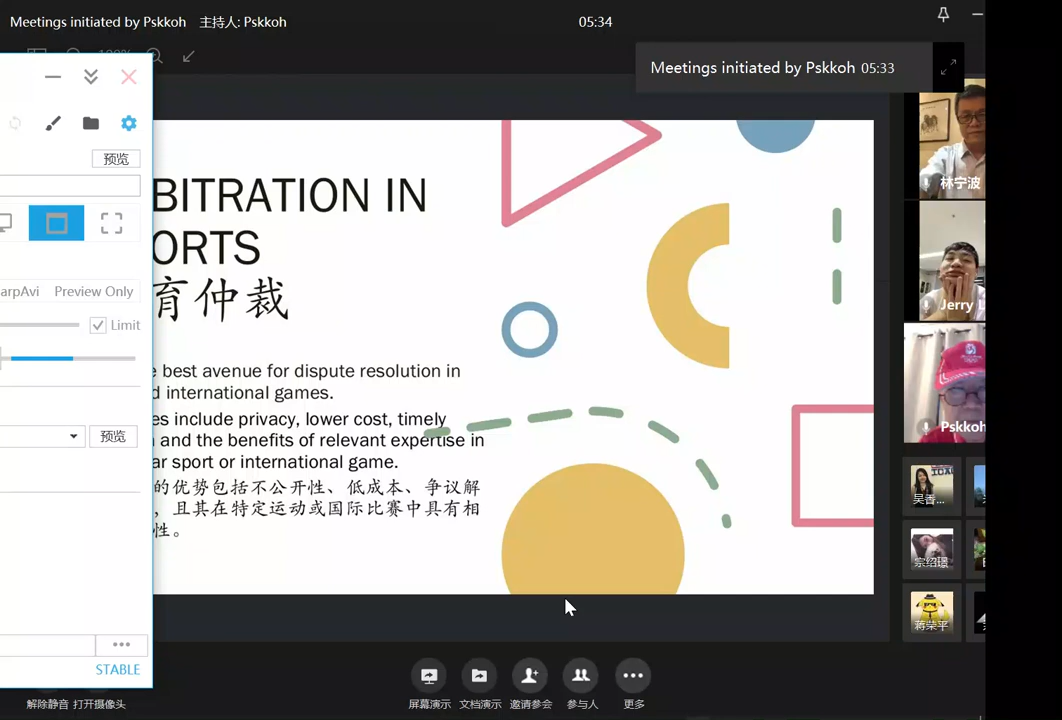 Meetings initiated by Pskkoh 主持人: Pskkoh
05:34
Meetings initiated by Pskkoh 05:33
预览
arpAvi Preview Only
Limit
预览
STABLE
BITRATION IN
ORTS
育仲裁
e best avenue for dispute resolution in
d international games.
es include privacy, lower cost, timely
n and the benefits of relevant expertise in
ar sport or international game.
的优势包括不公开性、低成本、争议解
，且其在特定运动或国际比赛中具有相
性。
林宁波
Jerry L
Pskkoh
吴香...
宗绍璟
蒋荣平
解除静音 打开摄像头
屏幕演示 文档演示 邀请参会 参与人 更多